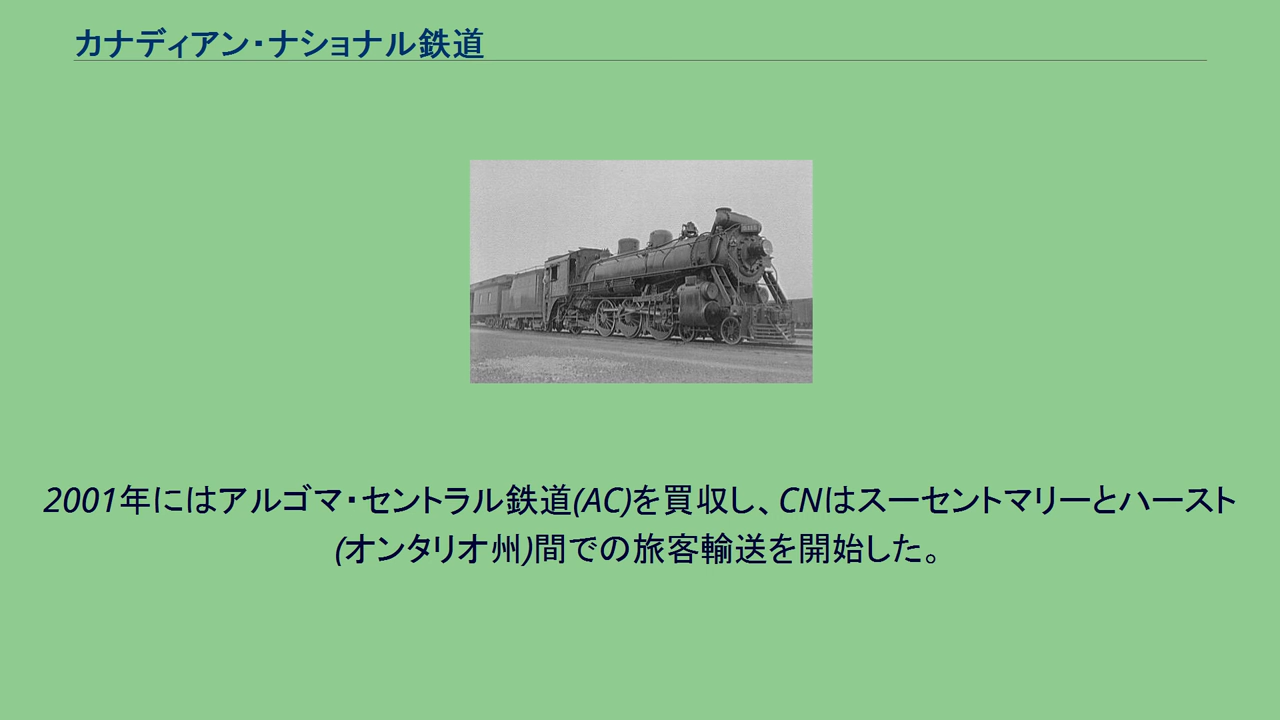 カナディアン・ナショナル鉄道
2001年にはアルゴマ・セントラル鉄道(AC)を買収し、CNはスーセントマリーとハースト
(オンタリオ州)間での旅客輸送を開始した。